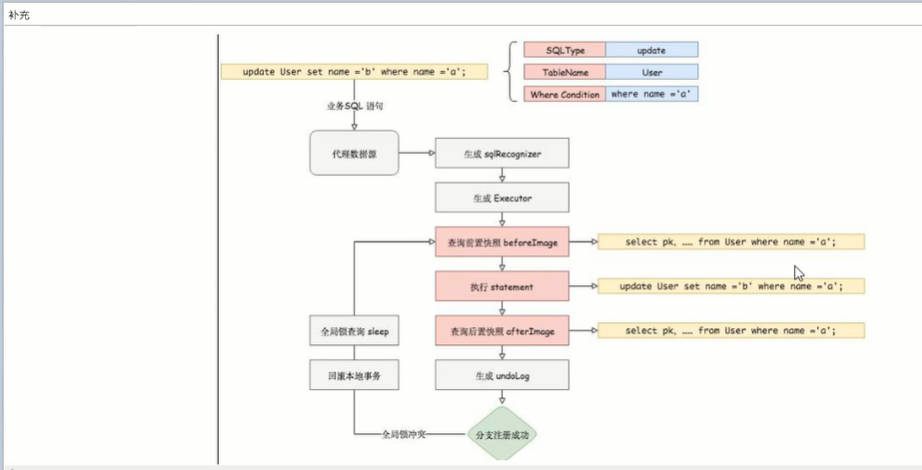 补充
SQLType update
update User set name ='b' where name ='a';
TableName User
Where Condition where name ='a'
业务SQL 语句
代理数据源
生成 sqlRecognizer
生成 Executor
查询前置快照 beforeImage
select pk, …… from User where name ='a';
执行 statement
update User set name ='b' where name ='a';
全局锁查询 sleep
查询后置快照 afterImage
select pk, …… from User where name ='a';
回滚本地事务
生成 undoLog
全局锁冲突
分支注册成功